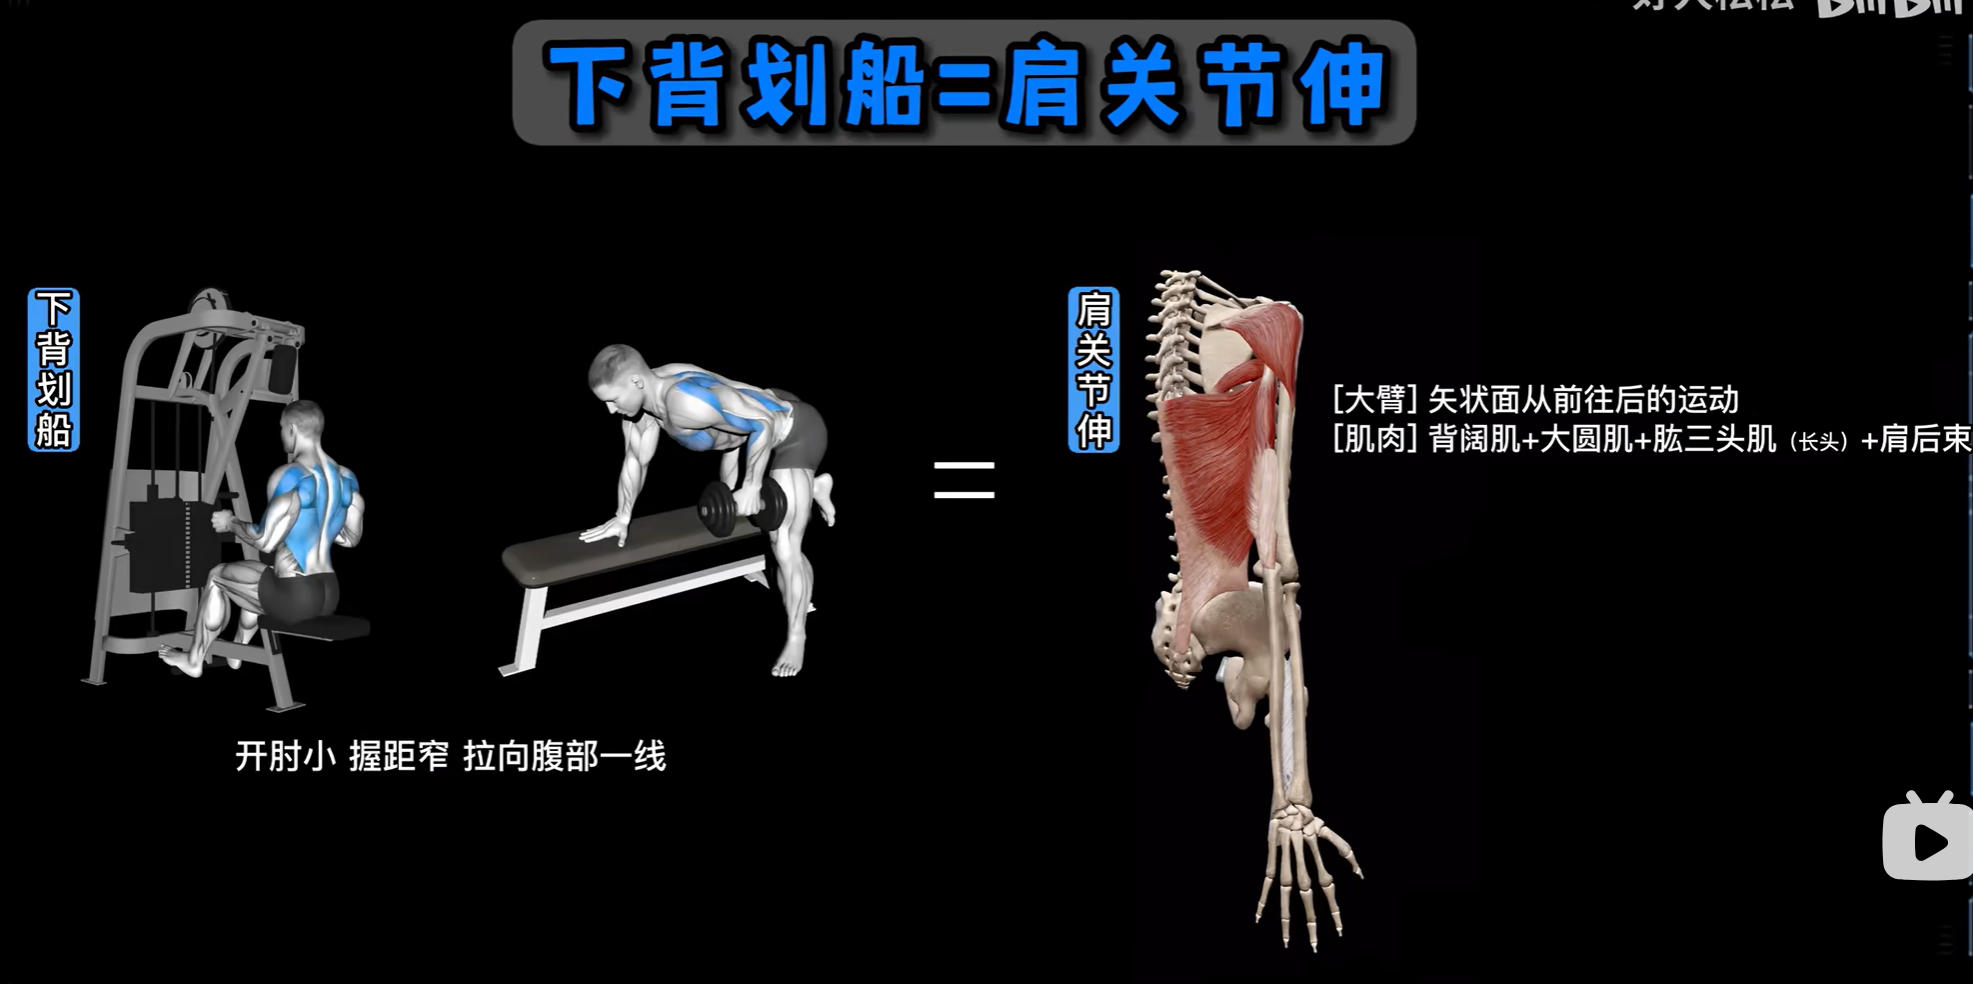 下背划船=肩关节伸
下背划船
肩关节伸
[大臂] 矢状面从前往后的运动
[肌肉] 背阔肌+大圆肌+肱三头肌（长头）+肩后束
开肘小 握距窄 拉向腹部一线